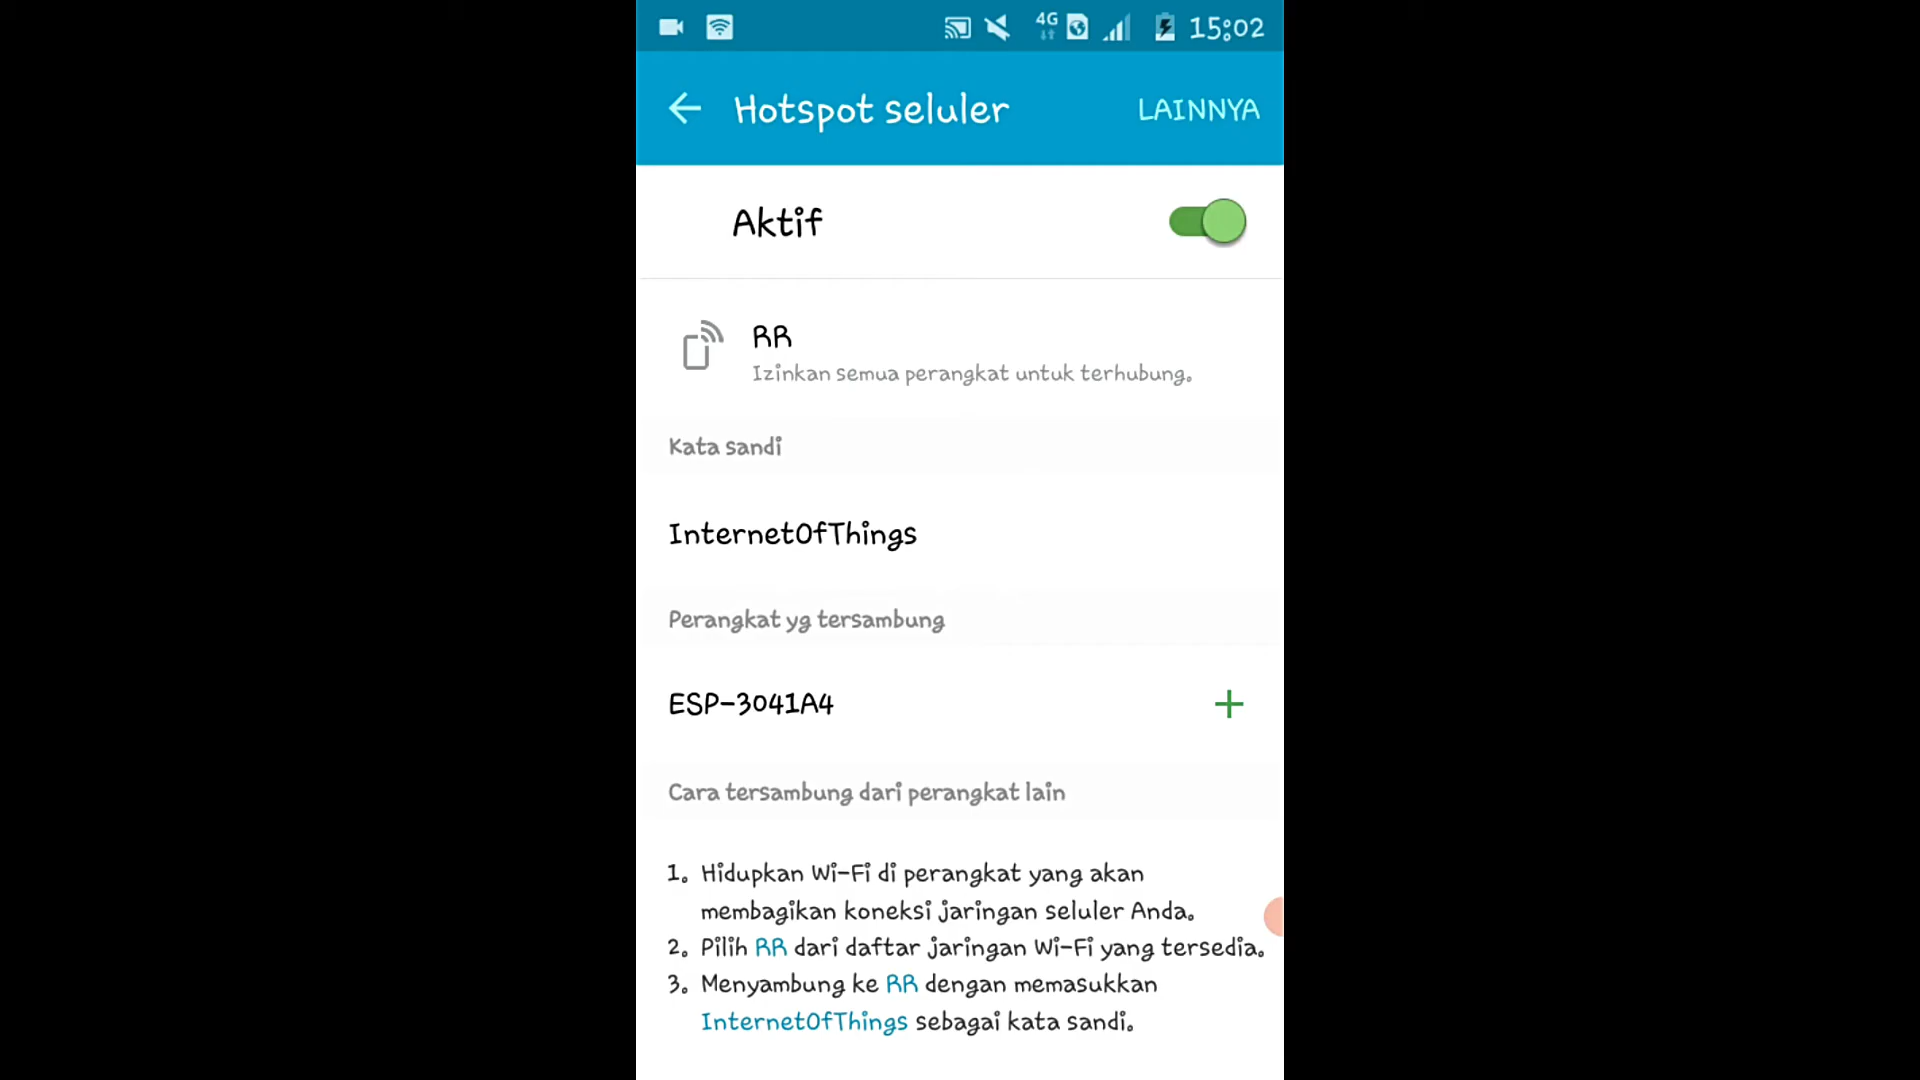 4G 15:02
Hotspot seluler LAINNYA
Aktif
RR
Izinkan semua perangkat untuk terhubung.
Kata sandi
InternetOfThings
Perangkat yg tersambung
ESP-3041A4
Cara tersambung dari perangkat lain
1. Hidupkan Wi-Fi di perangkat yang akan
membagikan koneksi jaringan seluler Anda.
2. Pilih RR dari daftar jaringan Wi-Fi yang tersedia.
3. Menyambung ke RR dengan memasukkan
InternetOfThings sebagai kata sandi.